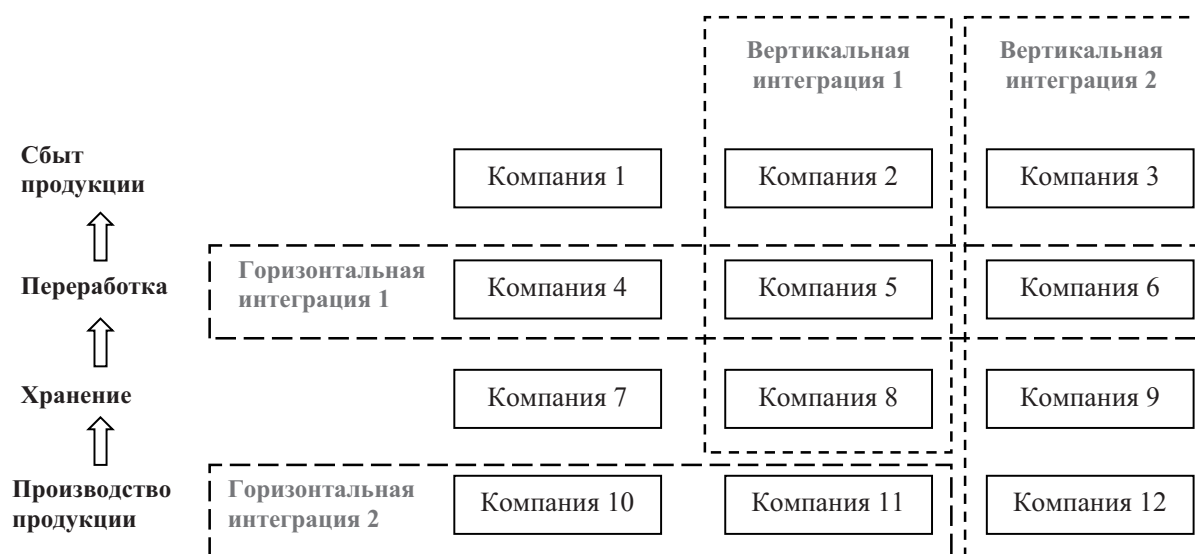 Вертикальная
интеграция 1
Вертикальная
интеграция 2
Сбыт
продукции
Компания 1
Компания 2
Компания 3
Переработка
Горизонтальная
интеграция 1
Компания 4
Компания 5
Компания 6
Хранение
Компания 7
Компания 8
Компания 9
Производство
продукции
Горизонтальная
интеграция 2
Компания 10
Компания 11
Компания 12